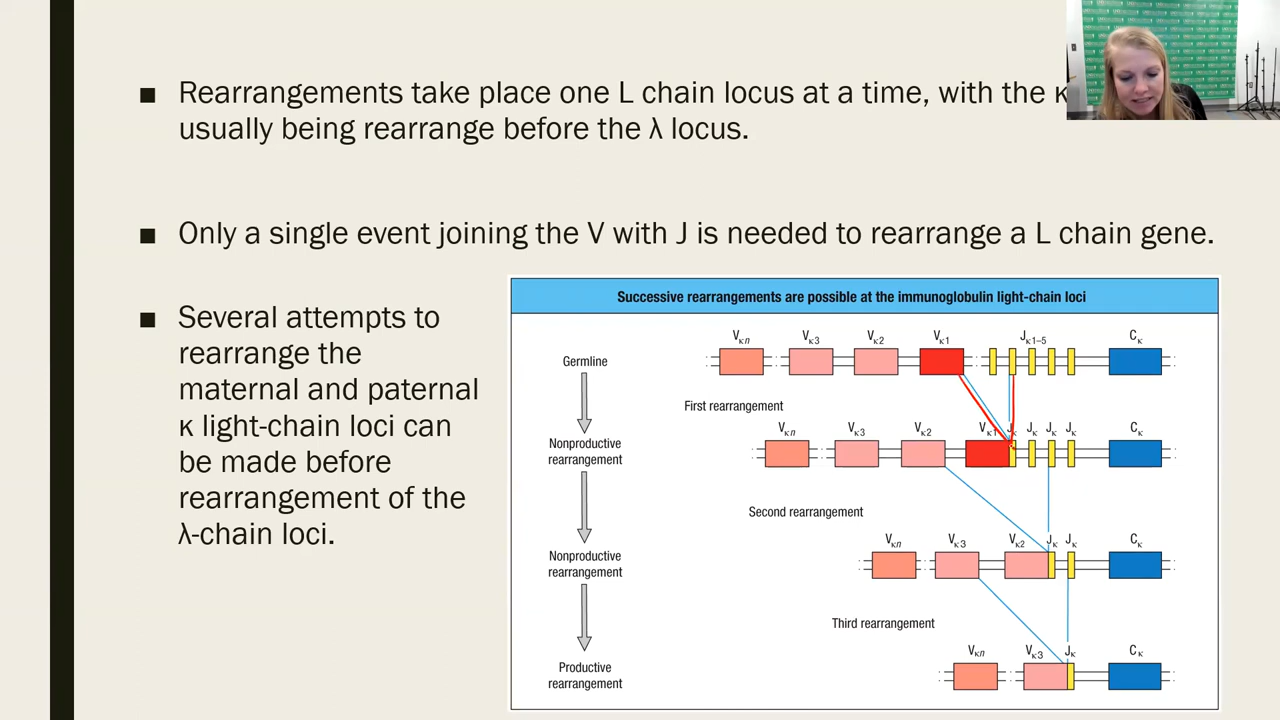 ■ Rearrangements take place one L chain locus at a time, with the κ
usually being rearrange before the λ locus.
■ Only a single event joining the V with J is needed to rearrange a L chain gene.
■ Several attempts to
rearrange the
maternal and paternal
κ light-chain loci can
be made before
rearrangement of the
λ-chain loci.
Successive rearrangements are possible at the immunoglobulin light-chain loci
Vκn Vκ3 Vκ2 Vκ1 Jκ1–5 Cκ
Germline
First rearrangement
Vκn Vκ3 Vκ2 Vκ1 Jκ Jκ Jκ Jκ Cκ
Nonproductive
rearrangement
Second rearrangement
Vκn Vκ3 Vκ2 Jκ Jκ Cκ
Nonproductive
rearrangement
Third rearrangement
Vκn Vκ3 Jκ Cκ
Productive
rearrangement